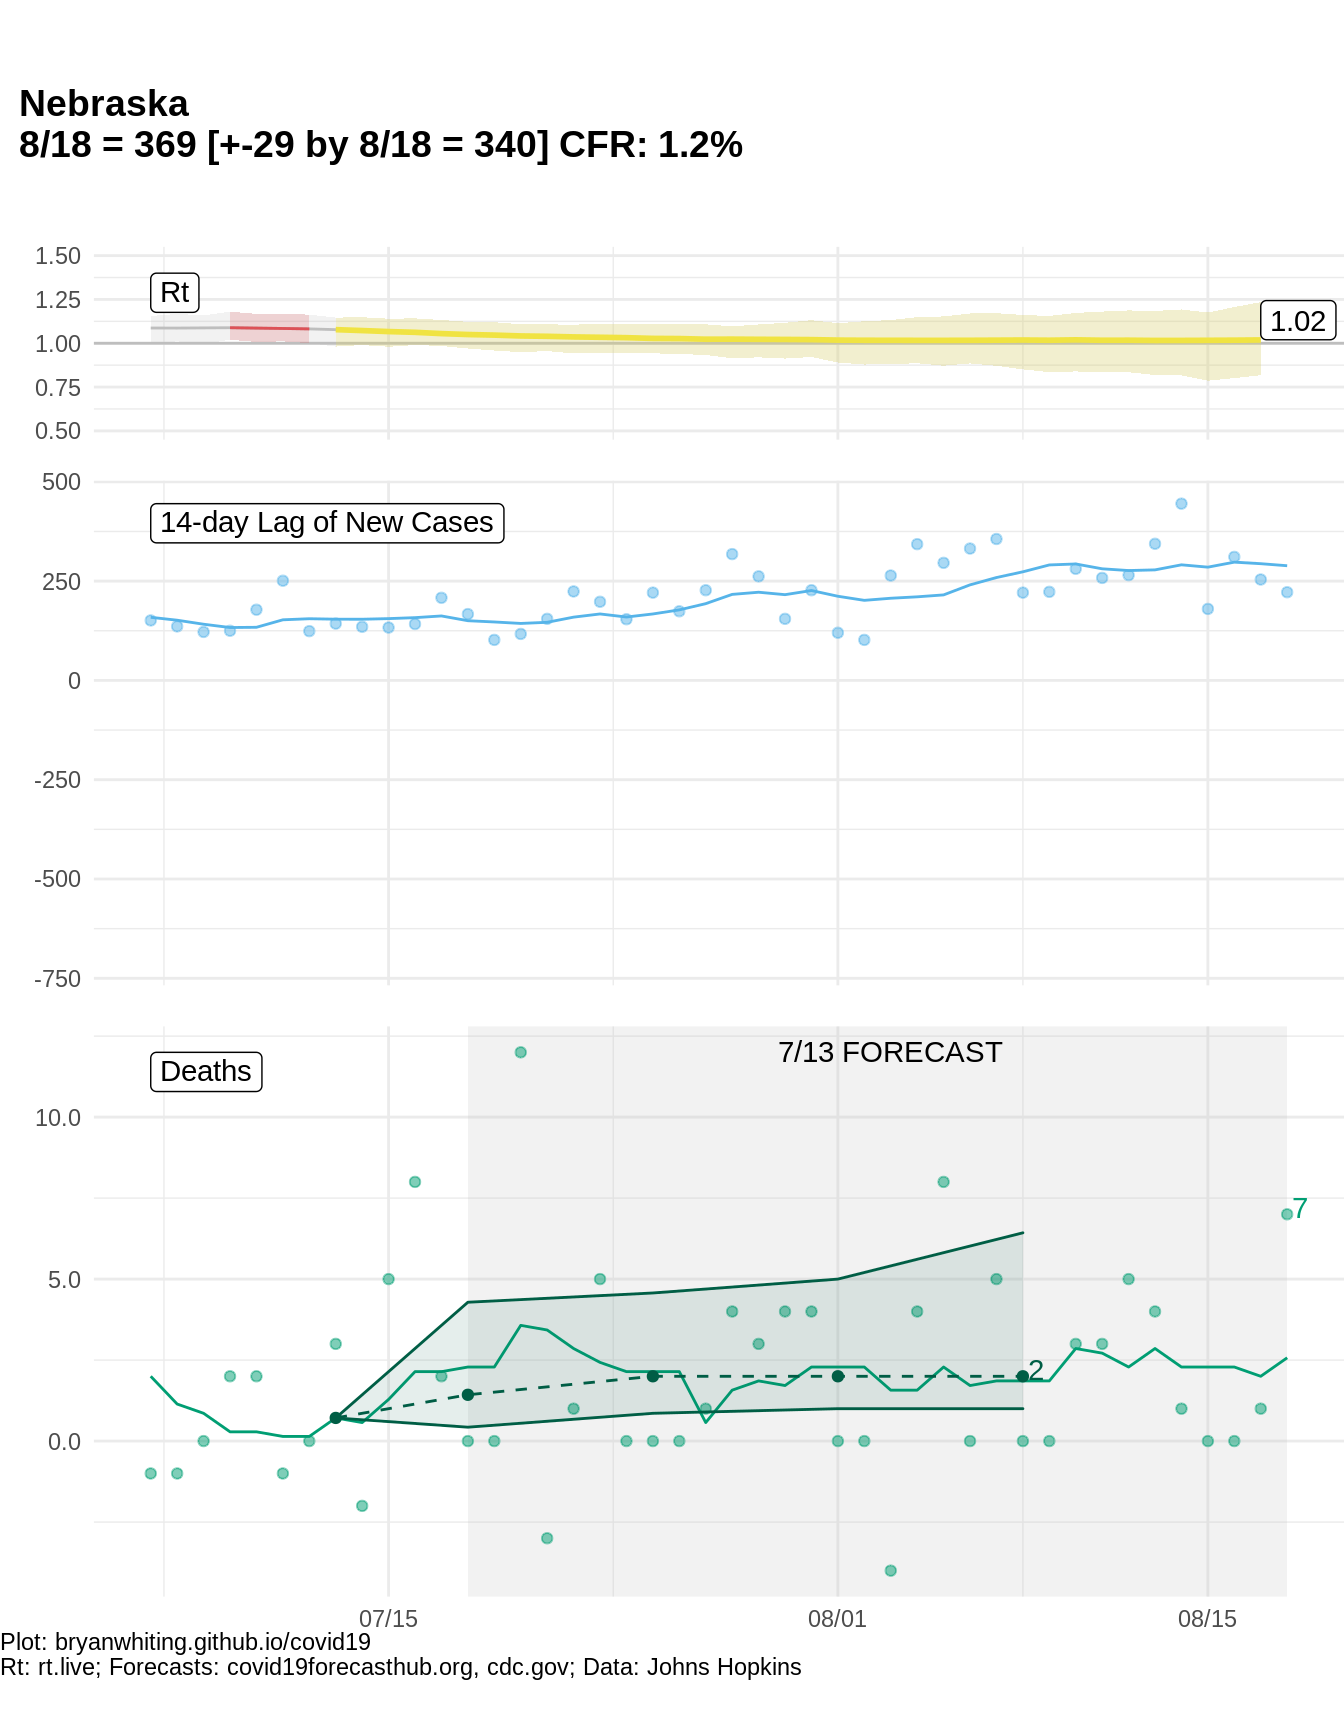 Nebraska
8/18 = 369 [+-29 by 8/18 = 340] CFR: 1.2%
1.50
1.25
1.00
0.75
0.50
Rt
1.02
500
250
0
-250
-500
-750
14-day Lag of New Cases
10.0
5.0
0.0
Deaths
7/13 FORECAST
7
2
07/15 08/01 08/15
Plot: bryanwhiting.github.io/covid19
Rt: rt.live; Forecasts: covid19forecasthub.org, cdc.gov; Data: Johns Hopkins